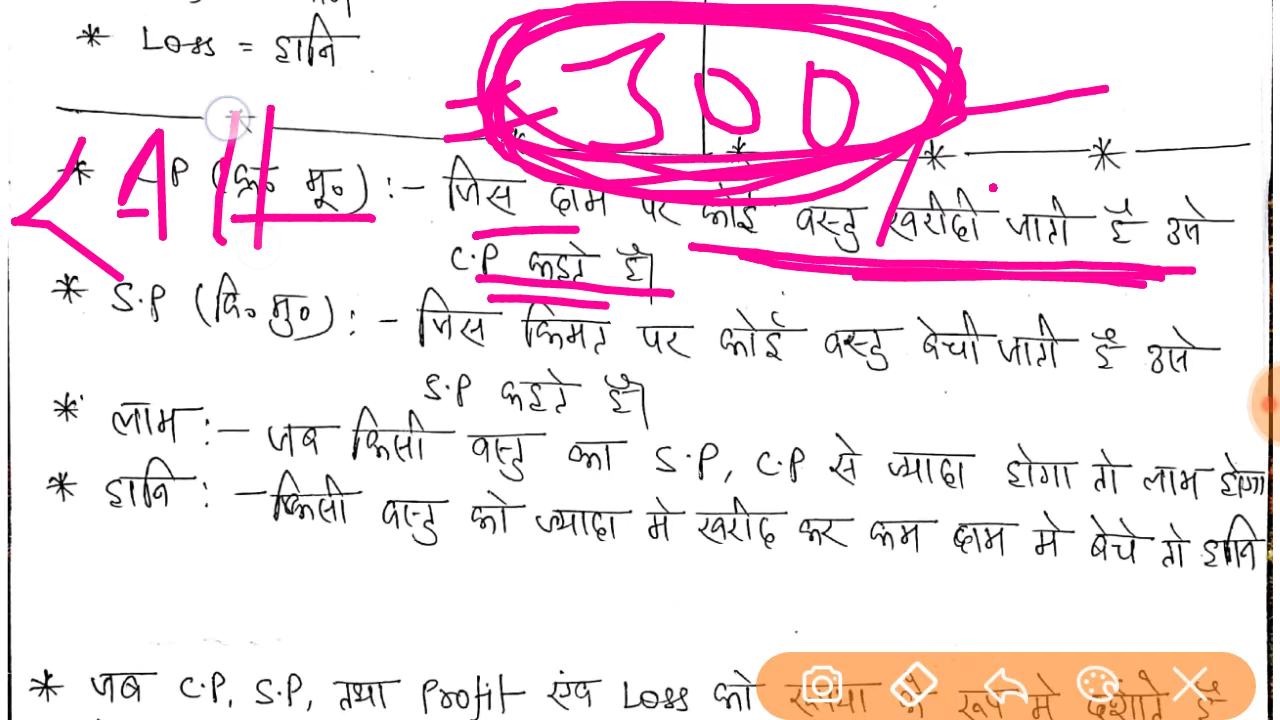 * Loss = हानि
= 300
* C.P (क्र० मू०) :- जिस दाम पर कोई वस्तु खरीदी जाती है उसे
C.P कहते है।
* S.P (वि० मु०) : - जिस किमत पर कोई वस्तु बेची जाती है उसे
S.P कहते है।
* लाभ :- जब किसी वस्तु का S.P, C.P से ज्यादा होगा तो लाभ होगा
* हानि : - किसी वस्तु को ज्यादा मे खरीद कर कम दाम मे बेचे तो हानि
* जब C.P, S.P, तथा Profit एंव Loss को रूप मे दर्शाते है